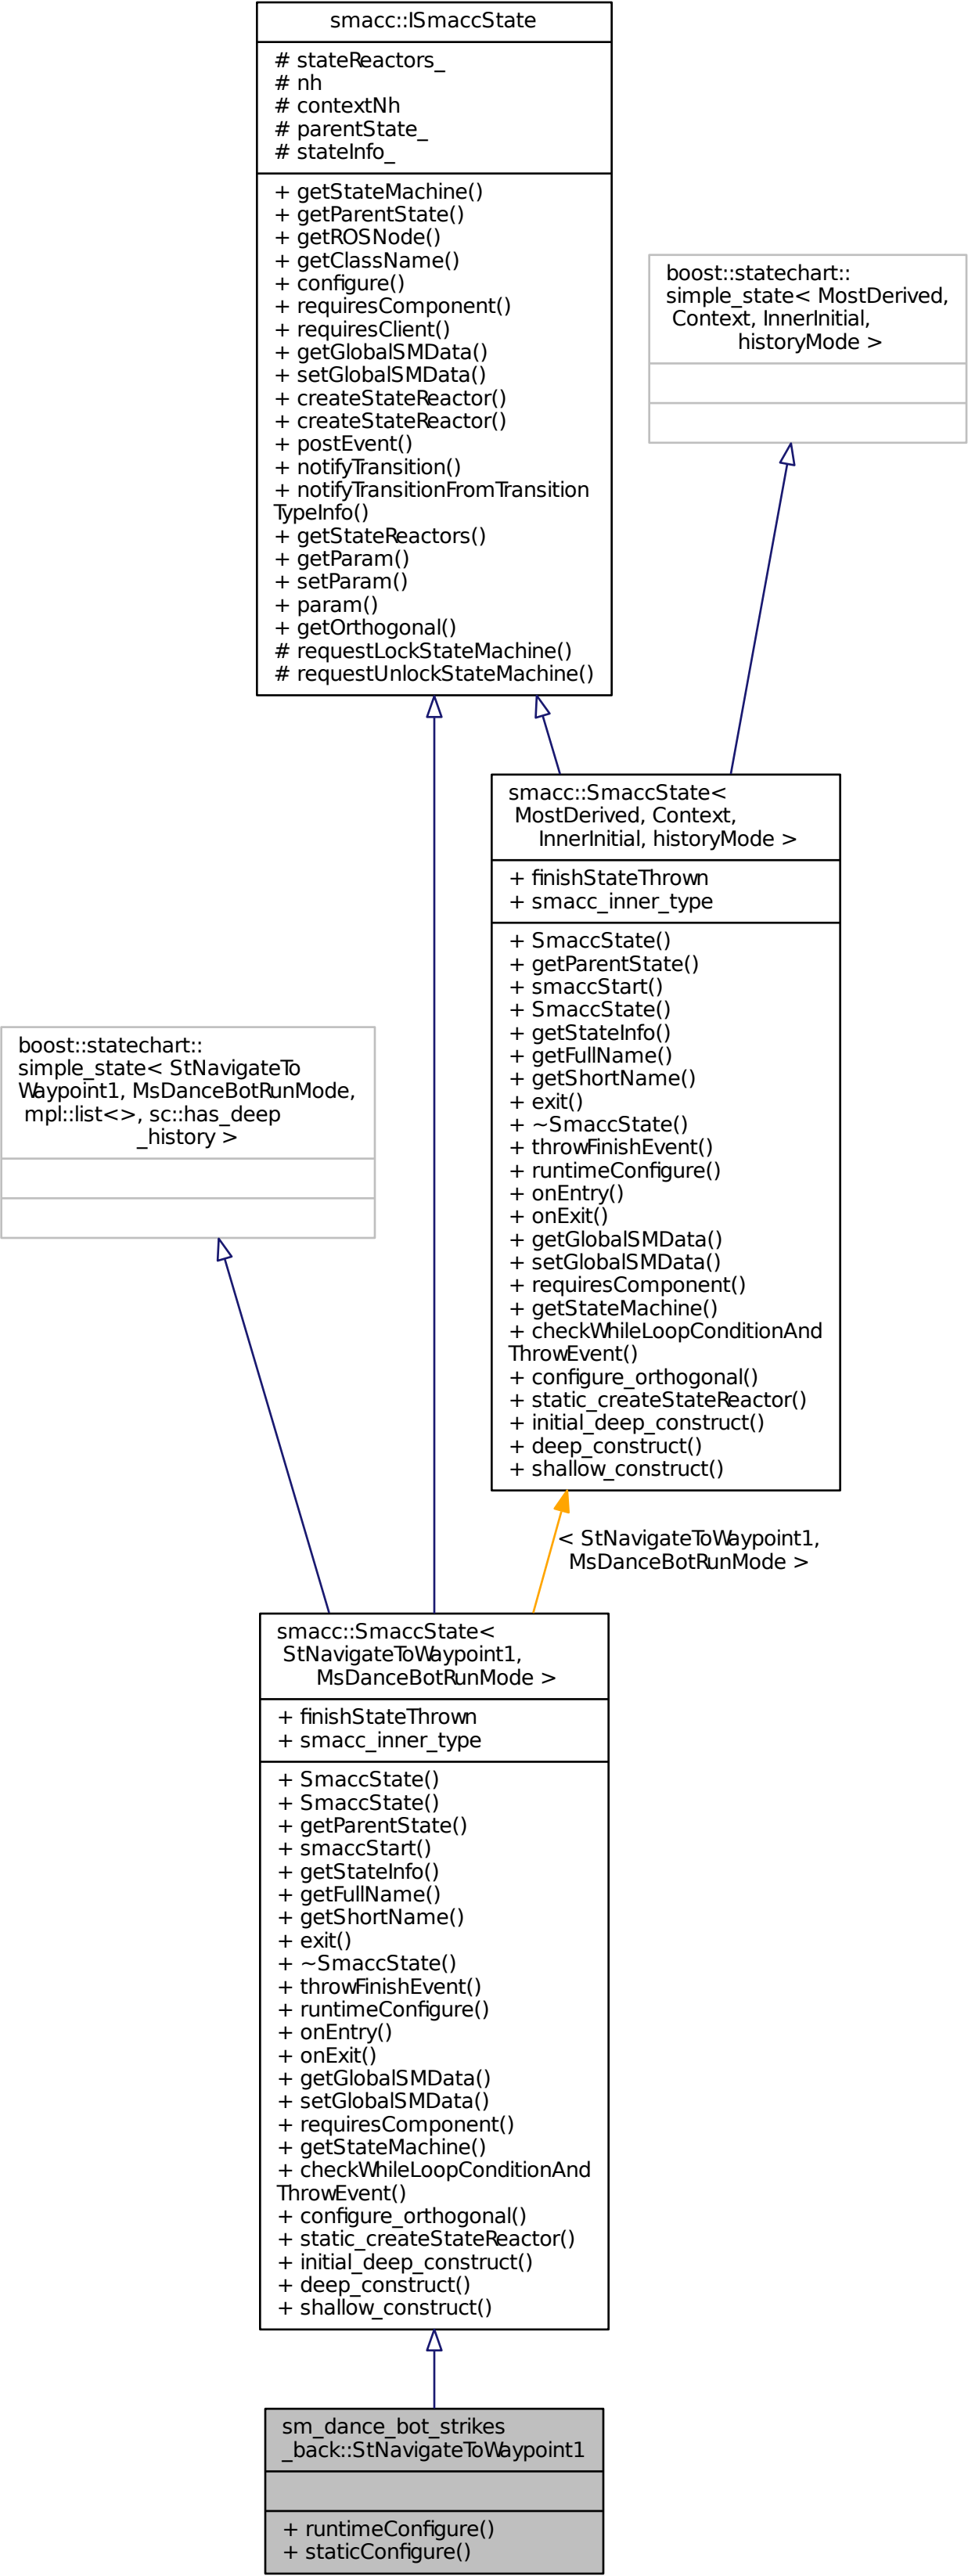 smacc::ISmaccState
# stateReactors_
# nh
# contextNh
# parentState_
# stateInfo_
+ getStateMachine()
+ getParentState()
+ getROSNode()
+ getClassName()
+ configure()
+ requiresComponent()
+ requiresClient()
+ getGlobalSMData()
+ setGlobalSMData()
+ createStateReactor()
+ createStateReactor()
+ postEvent()
+ notifyTransition()
+ notifyTransitionFromTransition
TypeInfo()
+ getStateReactors()
+ getParam()
+ setParam()
+ param()
+ getOrthogonal()
# requestLockStateMachine()
# requestUnlockStateMachine()
boost::statechart::
simple_state< MostDerived,
Context, InnerInitial,
historyMode >
smacc::SmaccState<
MostDerived, Context,
InnerInitial, historyMode >
+ finishStateThrown
+ smacc_inner_type
+ SmaccState()
+ getParentState()
+ smaccStart()
+ SmaccState()
+ getStateInfo()
+ getFullName()
+ getShortName()
+ exit()
+ ~SmaccState()
+ throwFinishEvent()
+ runtimeConfigure()
+ onEntry()
+ onExit()
+ getGlobalSMData()
+ setGlobalSMData()
+ requiresComponent()
+ getStateMachine()
+ checkWhileLoopConditionAnd
ThrowEvent()
+ configure_orthogonal()
+ static_createStateReactor()
+ initial_deep_construct()
+ deep_construct()
+ shallow_construct()
boost::statechart::
simple_state< StNavigateTo
Waypoint1, MsDanceBotRunMode,
mpl::list<>, sc::has_deep
_history >
< StNavigateToWaypoint1,
MsDanceBotRunMode >
smacc::SmaccState<
StNavigateToWaypoint1,
MsDanceBotRunMode >
+ finishStateThrown
+ smacc_inner_type
+ SmaccState()
+ SmaccState()
+ getParentState()
+ smaccStart()
+ getStateInfo()
+ getFullName()
+ getShortName()
+ exit()
+ ~SmaccState()
+ throwFinishEvent()
+ runtimeConfigure()
+ onEntry()
+ onExit()
+ getGlobalSMData()
+ setGlobalSMData()
+ requiresComponent()
+ getStateMachine()
+ checkWhileLoopConditionAnd
ThrowEvent()
+ configure_orthogonal()
+ static_createStateReactor()
+ initial_deep_construct()
+ deep_construct()
+ shallow_construct()
sm_dance_bot_strikes
_back::StNavigateToWaypoint1
+ runtimeConfigure()
+ staticConfigure()